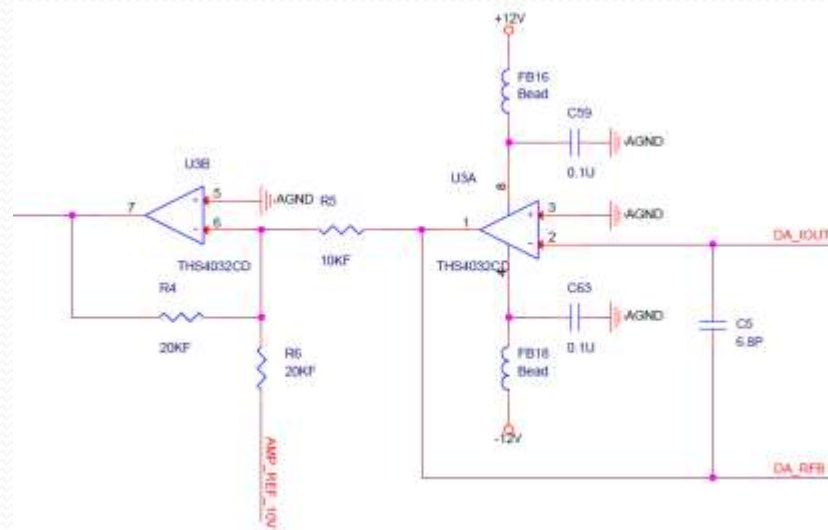 +12V
FB16
Bead
C59
AGND
0.1U
U3B
U3A
8
7
5
6
AGND
R5
1
3
2
AGND
DA_IOUT
THS4032CD
10KF
THS4032CD
4
R4
C63
AGND
C5
6.8P
20KF
R6
20KF
0.1U
FB18
Bead
-12V
AMP_REF_10V
DA_RFB